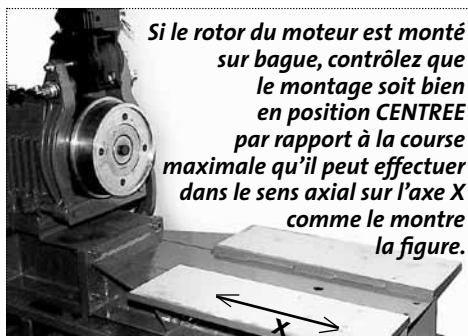 Si le rotor du moteur est monté
sur bague, contrôlez que
le montage soit bien
en position CENTREE
par rapport à la course
maximale qu'il peut effectuer
dans le sens axial sur l'axe X
comme le montre
la figure.
X